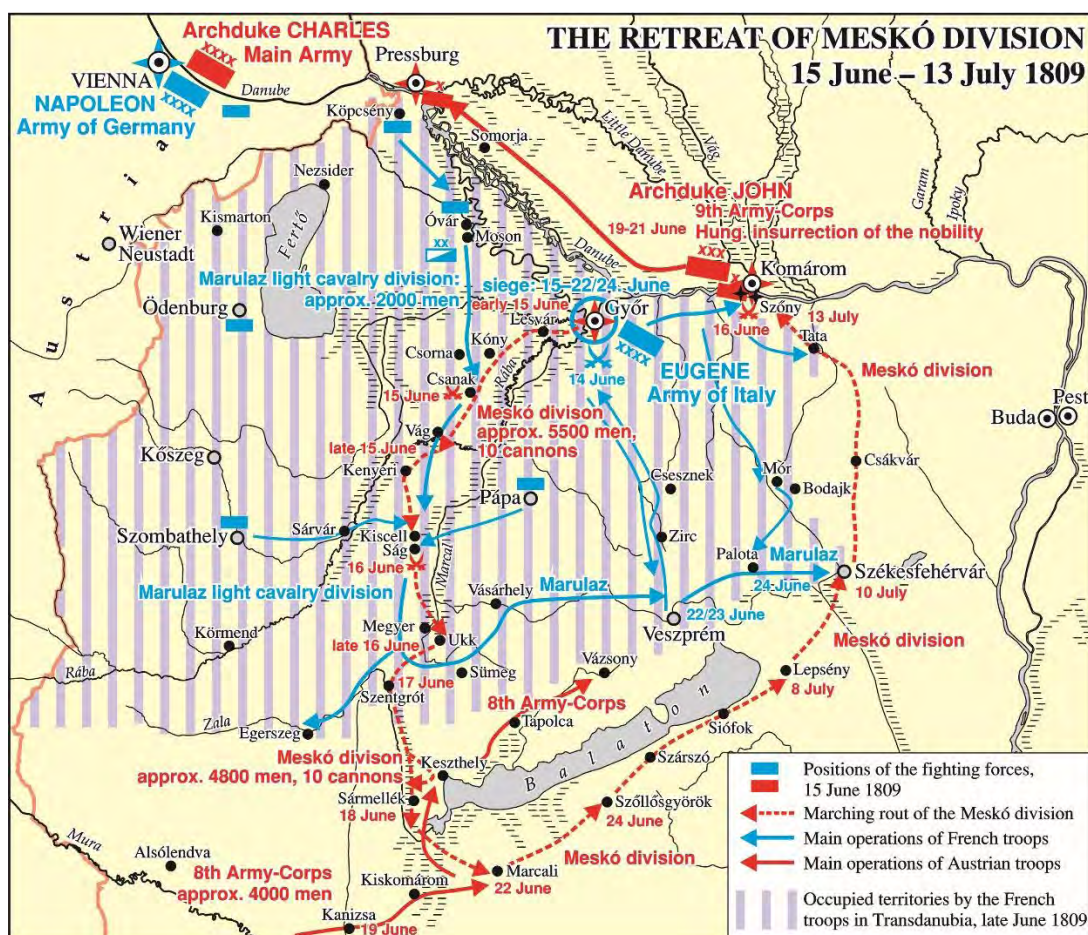 THE RETREAT OF MESKÓ DIVISION
15 June – 13 July 1809
Archduke CHARLES
Main Army
xxxx
VIENNA
xxxx
NAPOLEON
Army of Germany
Danube
Pressburg
x
Köpcsény
Somorja
Little Danube
Vág
Garam
Ipoky
Austria
Nezsider
Kismarton
Fertő
Wiener
Neustadt
Óvár
Moson
xx
Archduke JOHN
9th Army-Corps
Hung. insurrection of the nobility
19-21 June
xxx
Danube
Komárom
x
Szőny
13 July
16 June
Tata
Marulaz light cavalry division:
approx. 2000 men
siege: 15–22/24. June
early 15 June
Győr
Lesvár
xxxx
Ödenburg
Csorna
Kóny
Rába
14 June
EUGENE
Army of Italy
Csanak
15 June
Meskó division
Meskó divison
approx. 5500 men,
10 cannons
Buda
Pest
Vág
late 15 June
Kenyeri
Kőszeg
Csesznek
Mór
Bodajk
Csákvár
Pápa
Szombathely
Sárvár
Kiscell
Ság
16 June
Marcal
Zirc
Palota
Marulaz
24 June
Székesfehérvár
10 July
Marulaz light cavalry division
Vásárhely
Marulaz
22/23 June
Veszprém
Körmend
Megyer
late 16 June
Ukk
Meskó division
Rába
17 June
Sümeg
Vázsony
Lepsény
8 July
Szentgrót
8th Army-Corps
Zala
Egerszeg
Tapolca
Siófok
Balaton
Meskó divison
approx. 4800 men, 10 cannons
Keszthely
Szárszó
Sármellék
18 June
Szőllősgyörök
24 June
Mura
Alsólendva
8th Army-Corps
approx. 4000 men
Kiskomárom
Marcali
22 June
Meskó division
Kanizsa
19 June
Positions of the fighting forces,
15 June 1809
Marching rout of the Meskó division
Main operations of French troops
Main operations of Austrian troops
Occupied territories by the French
troops in Transdanubia, late June 1809